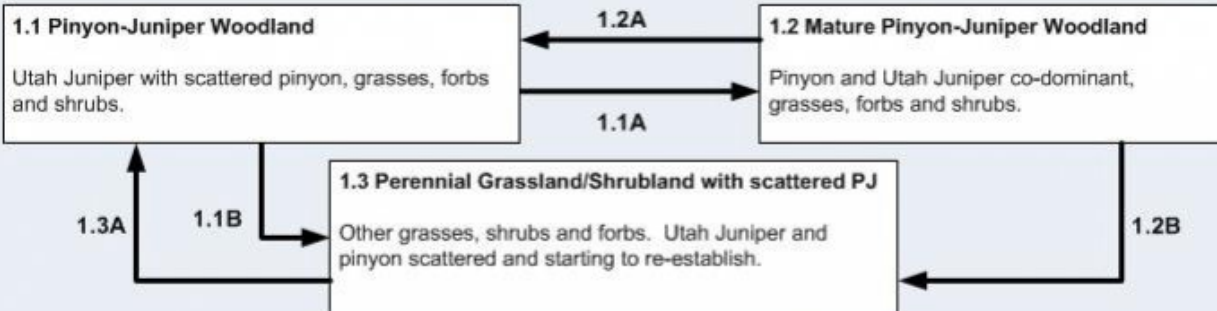 1.1 Pinyon-Juniper Woodland
Utah Juniper with scattered pinyon, grasses, forbs
and shrubs.
1.2A
1.1A
1.2 Mature Pinyon-Juniper Woodland
Pinyon and Utah Juniper co-dominant,
grasses, forbs and shrubs.
1.3A
1.1B
1.3 Perennial Grassland/Shrubland with scattered PJ
Other grasses, shrubs and forbs. Utah Juniper and
pinyon scattered and starting to re-establish.
1.2B